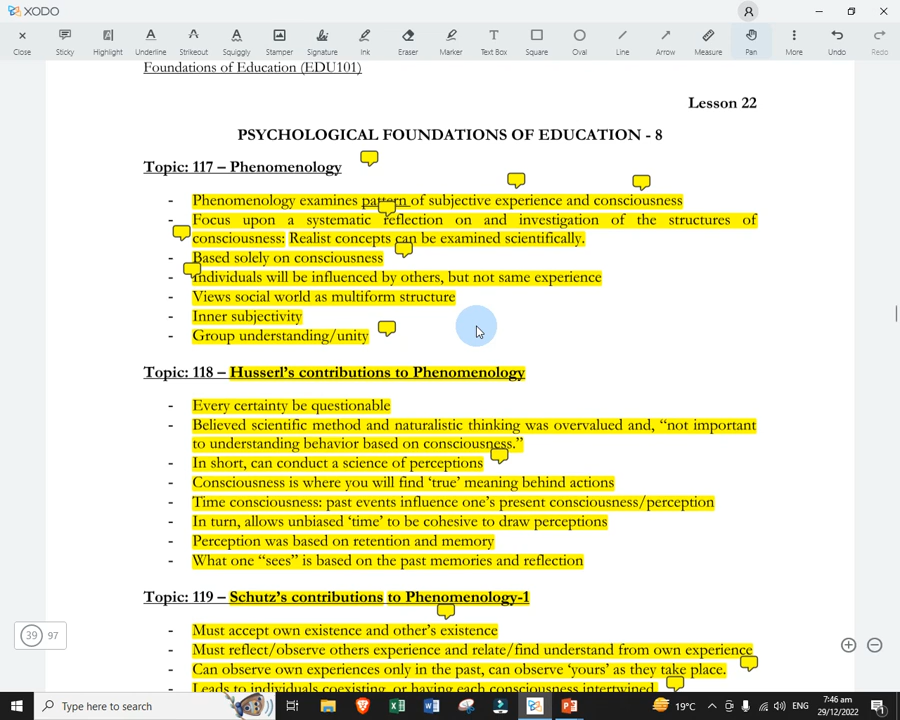 XODO
Close Sticky Highlight Underline Strikeout Squiggly Stamper Signature Ink Eraser Marker Text Box Square Oval Line Arrow Measure Pan More Undo Redo
Foundations of Education (EDU101)
Lesson 22
PSYCHOLOGICAL FOUNDATIONS OF EDUCATION - 8
Topic: 117 – Phenomenology
- Phenomenology examines pattern of subjective experience and consciousness
- Focus upon a systematic reflection on and investigation of the structures of
consciousness: Realist concepts can be examined scientifically.
- Based solely on consciousness
- Individuals will be influenced by others, but not same experience
- Views social world as multiform structure
- Inner subjectivity
- Group understanding/unity
Topic: 118 – Husserl’s contributions to Phenomenology
- Every certainty be questionable
- Believed scientific method and naturalistic thinking was overvalued and, “not important
to understanding behavior based on consciousness.”
- In short, can conduct a science of perceptions
- Consciousness is where you will find ‘true’ meaning behind actions
- Time consciousness: past events influence one’s present consciousness/perception
- In turn, allows unbiased ‘time’ to be cohesive to draw perceptions
- Perception was based on retention and memory
- What one “sees” is based on the past memories and reflection
Topic: 119 – Schutz’s contributions to Phenomenology-1
- Must accept own existence and other’s existence
- Must reflect/observe others experience and relate/find understand from own experience
- Can observe own experiences only in the past, can observe ‘yours’ as they take place.
- Leads to individuals coexisting, or having each consciousness intertwined
39 97
Type here to search
19°C
ENG
7:46 am
29/12/2022